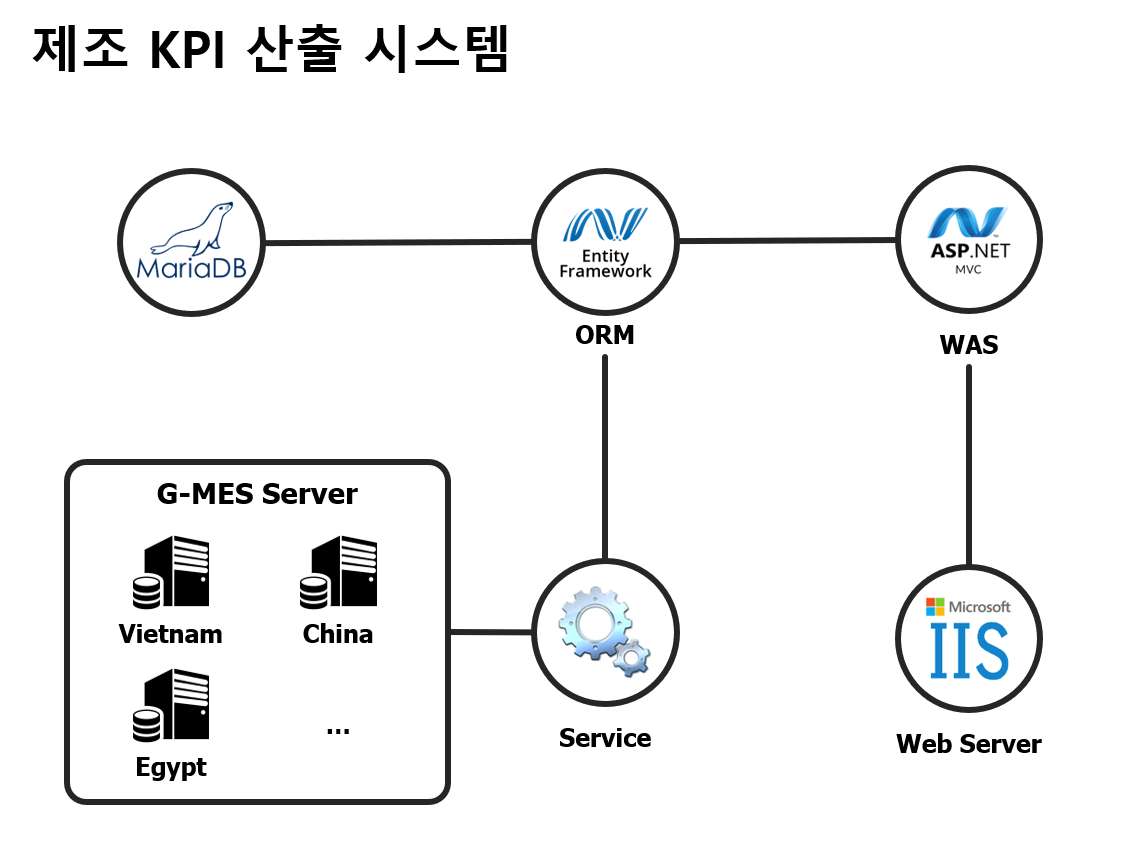 제조 KPI 산출 시스템
MariaDB
Entity
Framework
ORM
ASP.NET
MVC
WAS
G-MES Server
Vietnam
China
Egypt
...
Service
Microsoft
IIS
Web Server